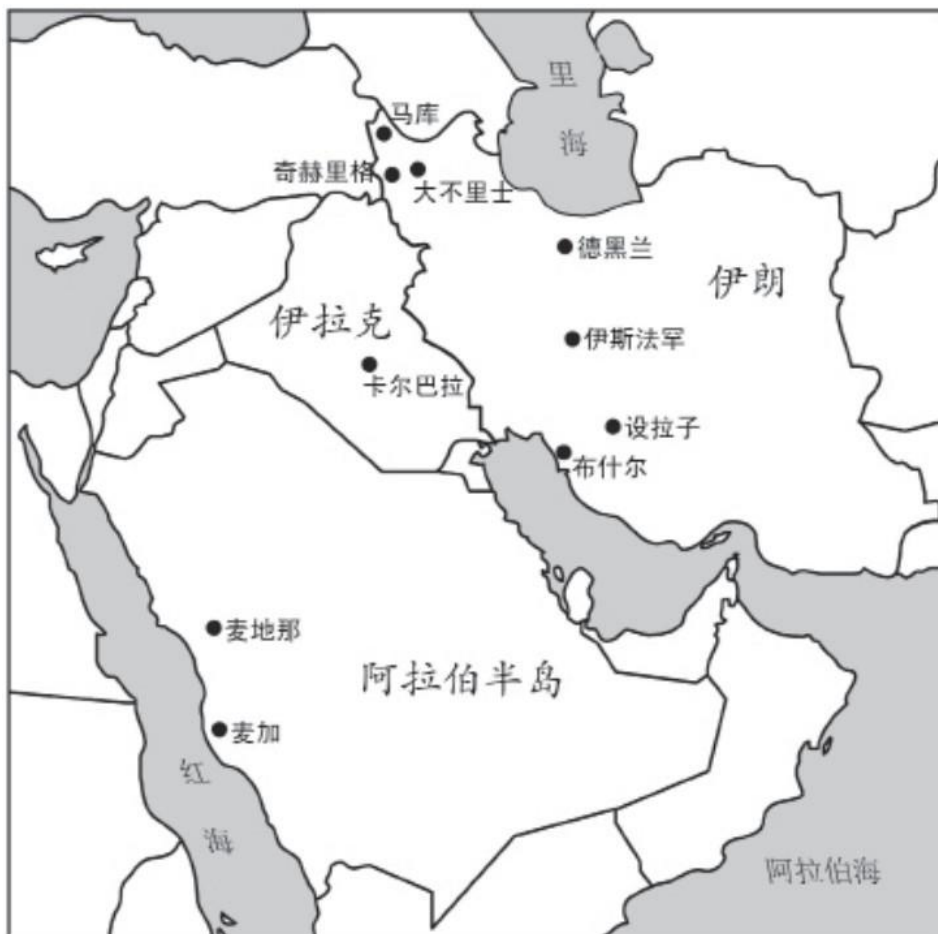 里
海
马库
奇赫里格
大不里士
德黑兰
伊朗
伊拉克
伊斯法罕
卡尔巴拉
设拉子
布什尔
麦地那
阿拉伯半岛
麦加
红
海
阿拉伯海